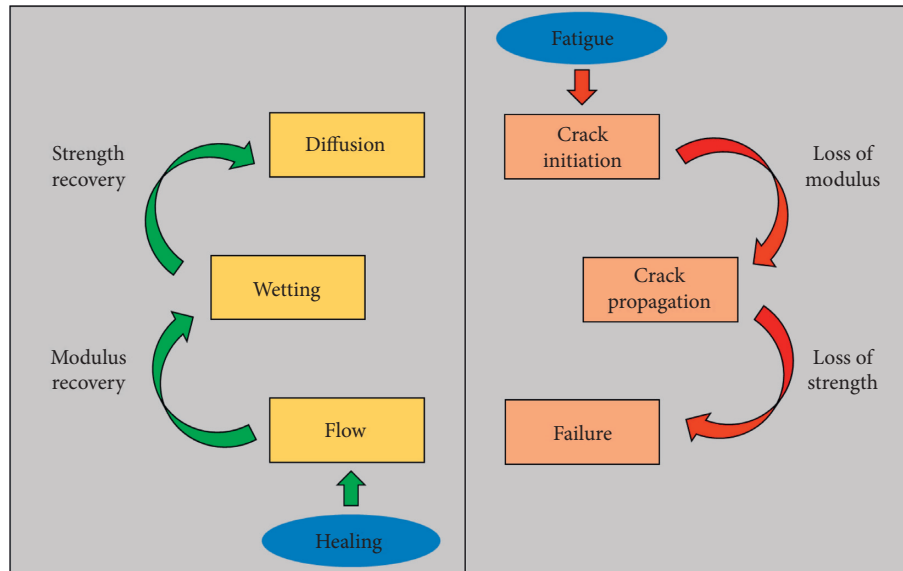 Strength
recovery
Diffusion
Wetting
Modulus
recovery
Flow
Healing
Fatigue
Crack
initiation
Loss of
modulus
Crack
propagation
Loss of
strength
Failure